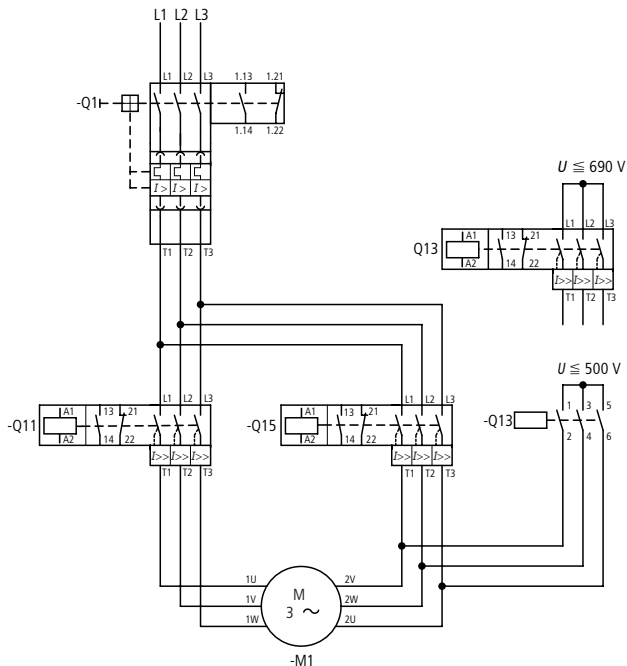 L1 L2 L3
L1 L2 L3 1.13 1.21
-Q1
1.14 1.22
I> I> I>
T1 T2 T3
U ≦ 690 V
L1 L2 L3
A1 13 21
Q13
A2 14 22
I>> I>> I>>
T1 T2 T3
U ≦ 500 V
L1 L2 L3
A1 13 21
-Q11
A2 14 22
I>> I>> I>>
T1 T2 T3
L1 L2 L3
A1 13 21
-Q15
A2 14 22
I>> I>> I>>
T1 T2 T3
1 3 5
-Q13
2 4 6
1U 2V
M
1V 3 2W
1W 2U
-M1